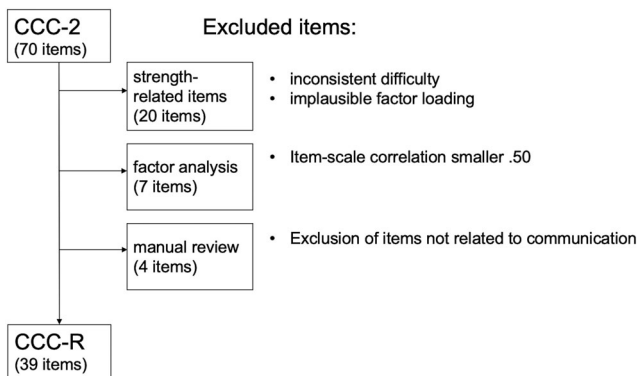 CCC-2
(70 items)
Excluded items:
strength-
related items
(20 items)
• inconsistent difficulty
• implausible factor loading
factor analysis
(7 items)
• Item-scale correlation smaller .50
manual review
(4 items)
• Exclusion of items not related to communication
CCC-R
(39 items)